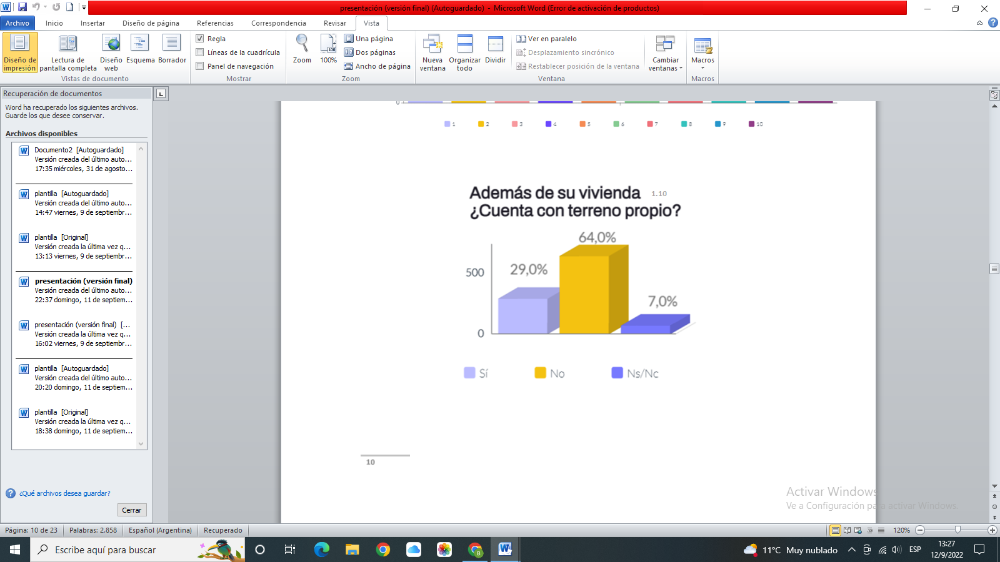 presentación (versión final) (Autoguardado) - Microsoft Word (Error de activación de productos)
Archivo Inicio Insertar Diseño de página Referencias Correspondencia Revisar Vista
Diseño de impresión
Lectura de pantalla completa
Diseño web
Esquema
Borrador
Vistas de documento
Regla
Líneas de la cuadrícula
Panel de navegación
Mostrar
Zoom
100
100%
Una página
Dos páginas
Ancho de página
Zoom
Nueva ventana
Organizar todo
Dividir
Ver en paralelo
Desplazamiento sincrónico
Restablecer posición de la ventana
Cambiar ventanas
Ventana
Macros
Macros
Recuperación de documentos
Word ha recuperado los siguientes archivos.
Guarde los que desee conservar.
Archivos disponibles
Documento2 [Autoguardado]
Versión creada del último auto...
17:35 miércoles, 31 de agosto...
plantilla [Autoguardado]
Versión creada del último auto...
14:47 viernes, 9 de septiembr...
plantilla [Original]
Versión creada la última vez q...
13:13 viernes, 9 de septiembr...
presentación (versión final)
Versión creada del último auto...
22:37 domingo, 11 de septiem...
presentación (versión final) [...
Versión creada la última vez q...
16:02 viernes, 9 de septiembr...
plantilla [Autoguardado]
Versión creada del último auto...
20:20 domingo, 11 de septiem...
plantilla [Original]
Versión creada la última vez q...
18:38 domingo, 11 de septiem...
¿Qué archivos desea guardar?
Cerrar
0
1 2 3 4 5 6 7 8 9 10
Además de su vivienda 1.10
¿Cuenta con terreno propio?
64,0%
29,0%
500
7,0%
0
Sí No Ns/Nc
10
Activar Windows
Ve a Configuración para activar Windows.
Página: 10 de 23 Palabras: 2.858 Español (Argentina) Recuperado 120%
Escribe aquí para buscar
11°C Muy nublado
ESP
13:27
12/9/2022